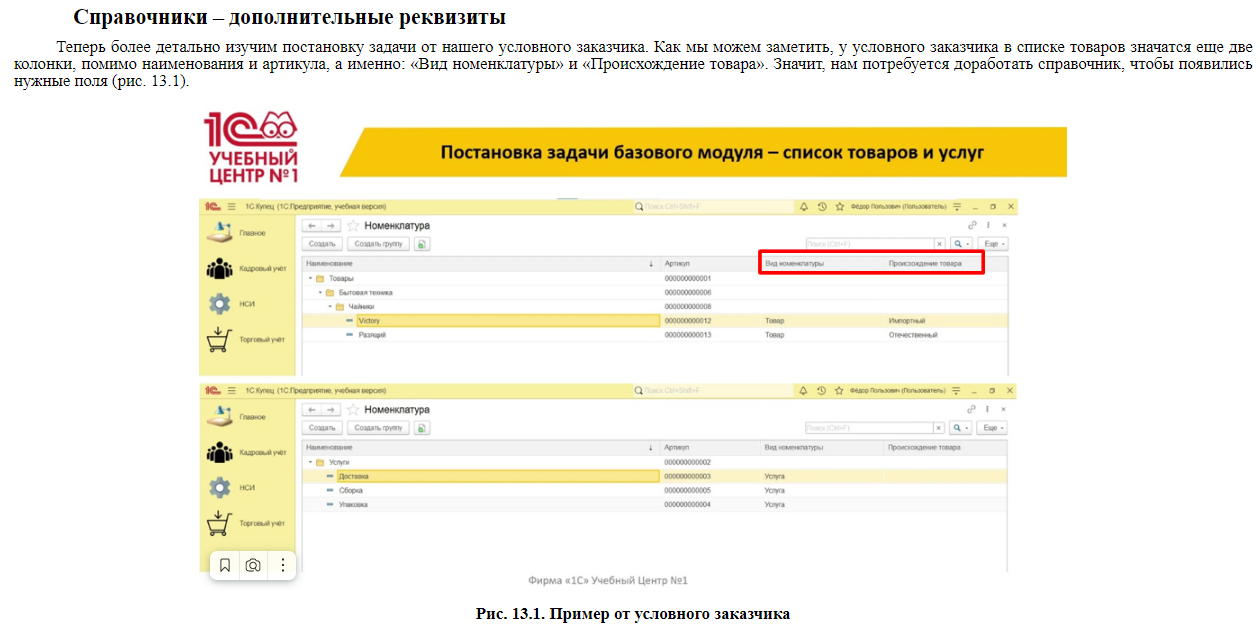 Справочники – дополнительные реквизиты
Теперь более детально изучим постановку задачи от нашего условного заказчика. Как мы можем заметить, у условного заказчика в списке товаров значатся еще две
колонки, помимо наименования и артикула, а именно: «Вид номенклатуры» и «Происхождение товара». Значит, нам потребуется доработать справочник, чтобы появились
нужные поля (рис. 13.1).
1С
УЧЕБНЫЙ
ЦЕНТР №1
Постановка задачи базового модуля – список товаров и услуг
1С:Купец (1С:Предприятие, учебная версия)
Поиск Ctrl+Shift+F
Фёдор Пользович (Пользователь)
Главное
Кадровый учёт
НСИ
Торговый учёт
Номенклатура
Создать Создать группу
Поиск (Ctrl+F)
Еще
Наименование Артикул Вид номенклатуры Происхождение товара
Товары 000000000001
Бытовая техника 000000000006
Чайники 000000000008
Victory 000000000012 Товар Импортный
Разящий 000000000013 Товар Отечественный
1С:Купец (1С:Предприятие, учебная версия)
Поиск Ctrl+Shift+F
Фёдор Пользович (Пользователь)
Главное
Кадровый учёт
НСИ
Торговый учёт
Номенклатура
Создать Создать группу
Поиск (Ctrl+F)
Еще
Наименование Артикул Вид номенклатуры Происхождение товара
Услуги 000000000002
Доставка 000000000003 Услуга
Сборка 000000000005 Услуга
Упаковка 000000000004 Услуга
Фирма «1С» Учебный Центр №1
Рис. 13.1. Пример от условного заказчика